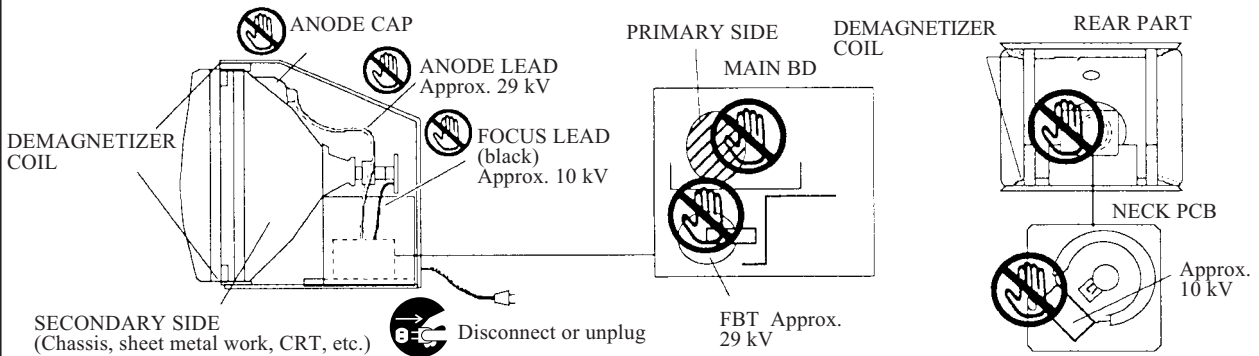 ANODE CAP
ANODE LEAD
Approx. 29 kV
FOCUS LEAD
(black)
Approx. 10 kV
DEMAGNETIZER
COIL
SECONDARY SIDE
(Chassis, sheet metal work, CRT, etc.)
Disconnect or unplug
PRIMARY SIDE
MAIN BD
FBT Approx.
29 kV
DEMAGNETIZER
COIL
REAR PART
NECK PCB
Approx.
10 kV